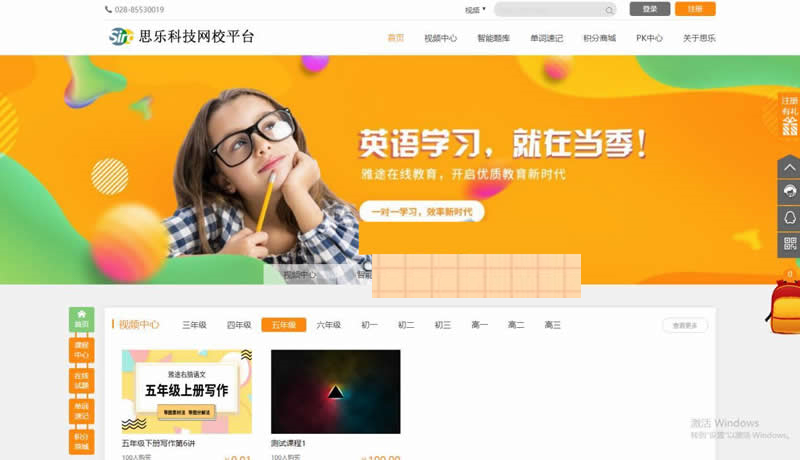 028-85530019
视频
登录
注册
Sino
思乐科技网校平台
首页 视频中心 智能题库 单词速记 积分商城 PK中心 关于思乐
注册
有礼
英语学习，就在当季！
雅途在线教育，开启优质教育新时代
一对一学习，效率新时代
视频中心
智能
0
首页
课程
中心
在线
试题
单词
速记
积分
商城
视频中心 三年级 四年级 五年级 六年级 初一 初二 初三 高一 高二 高三 查看更多
雅途右脑语文
五年级上册写作
五年级下册写作第6讲
测试课程1
100人购买
¥0.01
100人购买
¥100.00
激活 Windows
转到"设置"以激活 Windows。